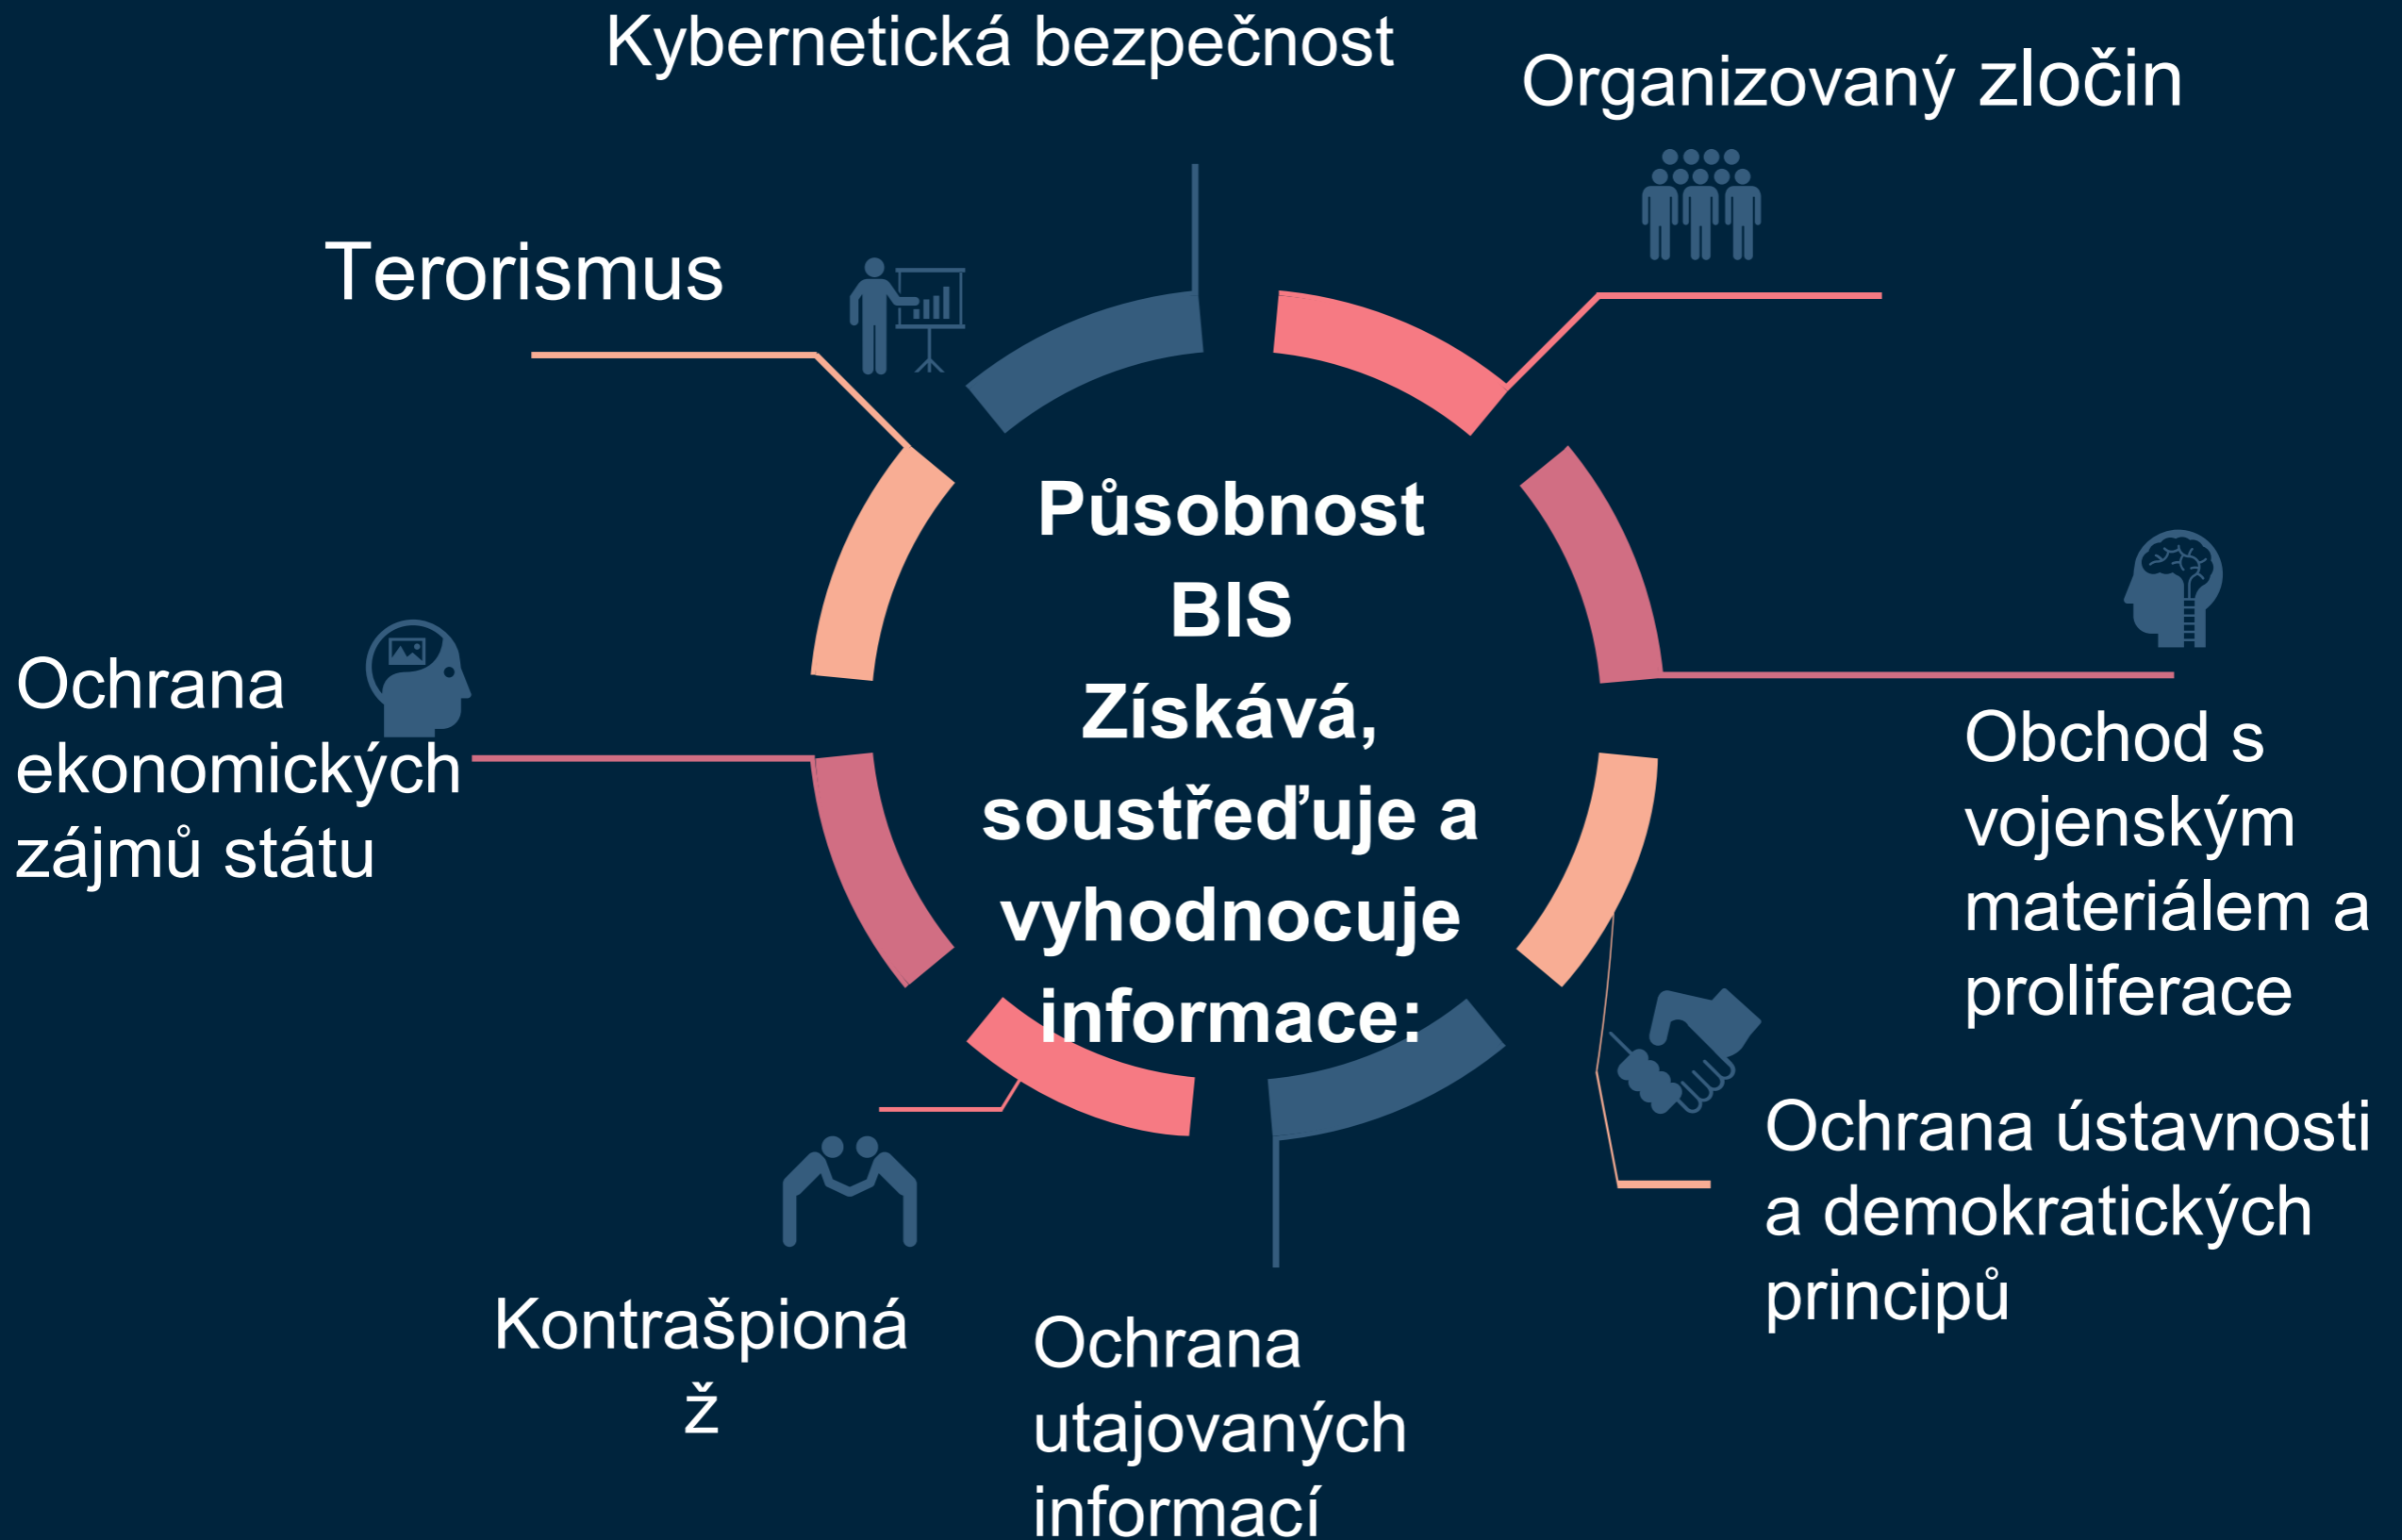 Kybernetická bezpečnost
Organizovaný zločin
Terorismus
Působnost
BIS
Získává,
soustřeďuje a
vyhodnocuje
informace:
Ochrana
ekonomických
zájmů státu
Obchod s
vojenským
materiálem a
proliferace
Ochrana ústavnosti
a demokratických
principů
Kontrašpioná
ž
Ochrana
utajovaných
informací